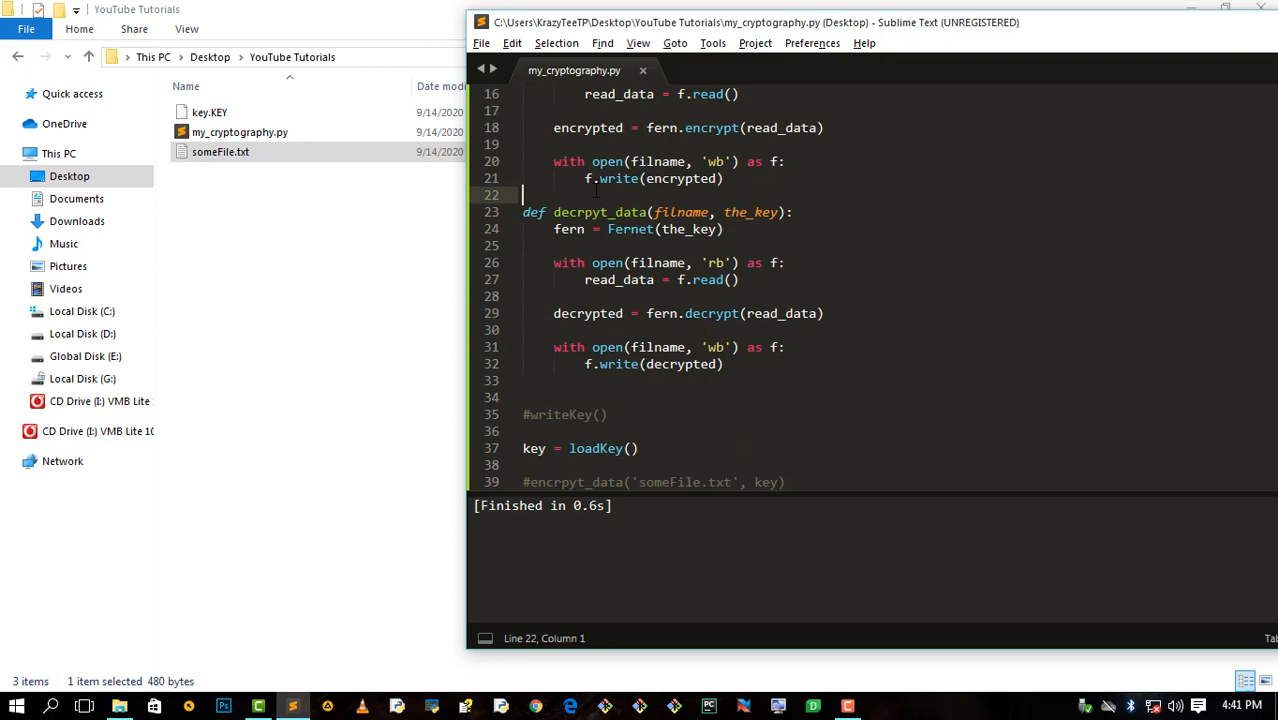 YouTube Tutorials
File Home Share View
This PC Desktop YouTube Tutorials
Name Date modi
Quick access
OneDrive
This PC
Desktop
Documents
Downloads
Music
Pictures
Videos
Local Disk (C:)
Local Disk (D:)
Global Disk (E:)
Local Disk (G:)
CD Drive (I:) VMB Lite
CD Drive (I:) VMB Lite 10
Network
key.KEY 9/14/2020
my_cryptography.py 9/14/2020
someFile.txt 9/14/2020
3 items 1 item selected 480 bytes
C:\Users\KrazyTeeTP\Desktop\YouTube Tutorials\my_cryptography.py (Desktop) - Sublime Text (UNREGISTERED)
File Edit Selection Find View Goto Tools Project Preferences Help
my_cryptography.py
16 read_data = f.read()
17
18 encrypted = fern.encrypt(read_data)
19
20 with open(filname, 'wb') as f:
21 f.write(encrypted)
22
23 def decrpyt_data(filname, the_key):
24 fern = Fernet(the_key)
25
26 with open(filname, 'rb') as f:
27 read_data = f.read()
28
29 decrypted = fern.decrypt(read_data)
30
31 with open(filname, 'wb') as f:
32 f.write(decrypted)
33
34
35 #writeKey()
36
37 key = loadKey()
38
39 #encrpyt_data('someFile.txt', key)
[Finished in 0.6s]
Line 22, Column 1
Tab
4:41 PM